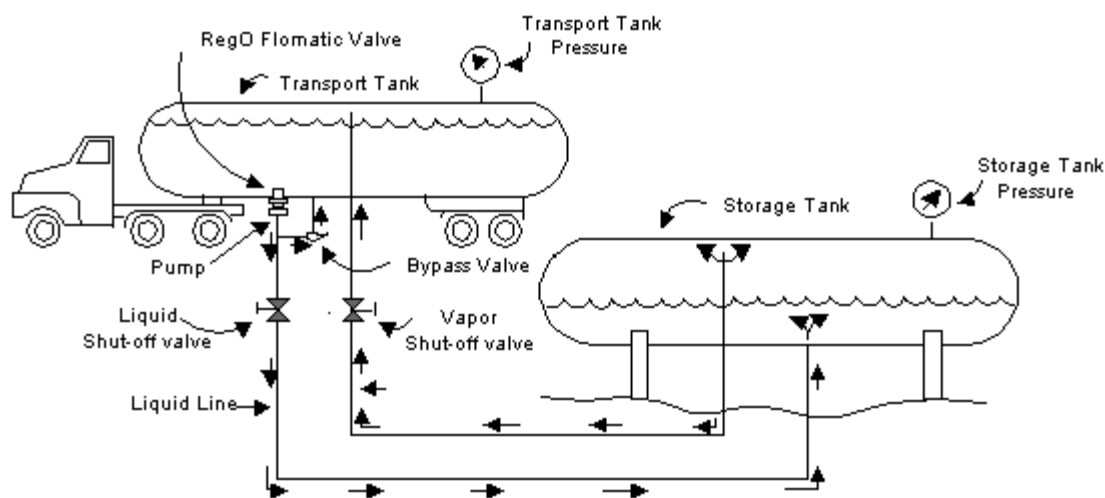 Transport Tank
Pressure
RegO Flomatic Valve
Transport Tank
Storage Tank
Pressure
Storage Tank
Pump
Bypass Valve
Liquid
Shut-off valve
Vapor
Shut-off valve
Liquid Line